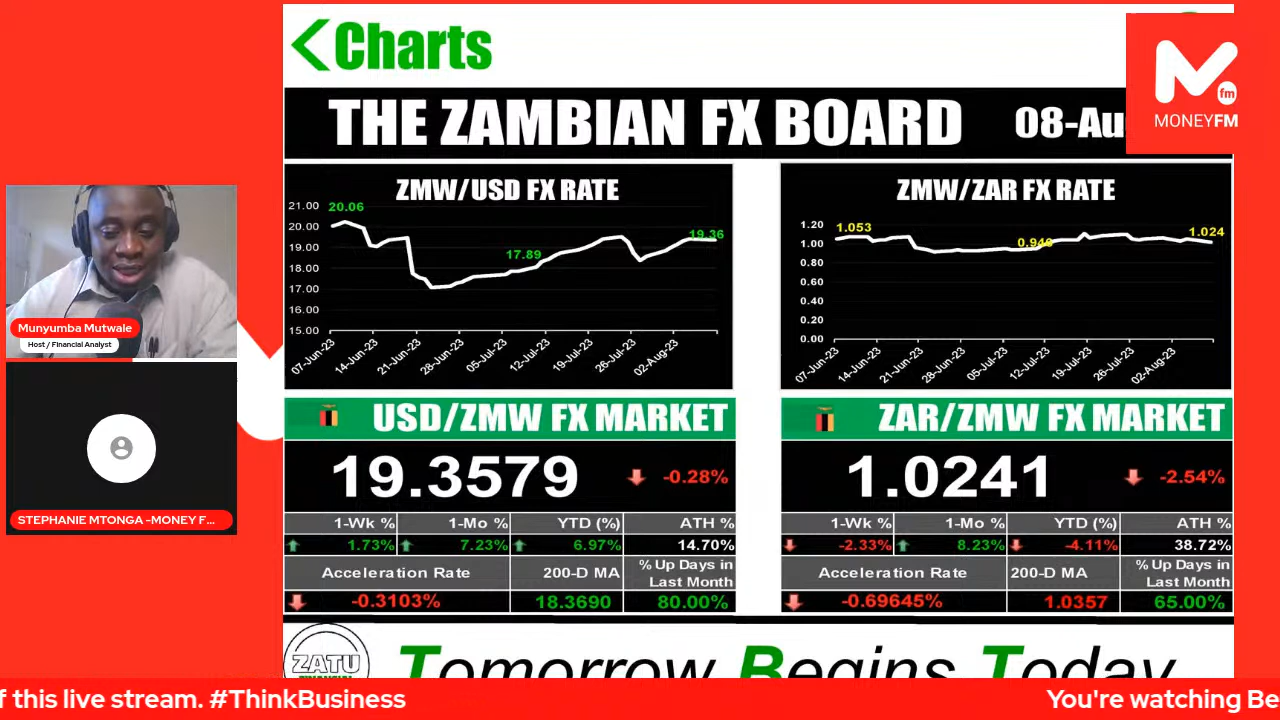 Charts
THE ZAMBIAN FX BOARD 08-Au
fm
MONEYFM
ZMW/USD FX RATE
21.00
20.00
19.00
18.00
17.00
16.00
15.00
20.06
17.89
19.36
07-Jun-23
14-Jun-23
21-Jun-23
28-Jun-23
05-Jul-23
12-Jul-23
19-Jul-23
26-Jul-23
02-Aug-23
ZMW/ZAR FX RATE
1.20
1.00
0.80
0.60
0.40
0.20
0.00
1.053
0.946
1.024
07-Jun-23
14-Jun-23
21-Jun-23
28-Jun-23
05-Jul-23
12-Jul-23
19-Jul-23
26-Jul-23
02-Aug-23
Munyumba Mutwale
Host / Financial Analyst
STEPHANIE MTONGA -MONEY F...
USD/ZMW FX MARKET
19.3579 -0.28%
1-Wk % 1-Mo % YTD (%) ATH %
1.73% 7.23% 6.97% 14.70%
Acceleration Rate 200-D MA % Up Days in Last Month
-0.3103% 18.3690 80.00%
ZAR/ZMW FX MARKET
1.0241 -2.54%
1-Wk % 1-Mo % YTD (%) ATH %
-2.33% 8.23% -4.11% 38.72%
Acceleration Rate 200-D MA % Up Days in Last Month
-0.69645% 1.0357 65.00%
ZATU
FINANCIAL
Tomorrow Begins Today
f this live stream. #ThinkBusiness You're watching Be